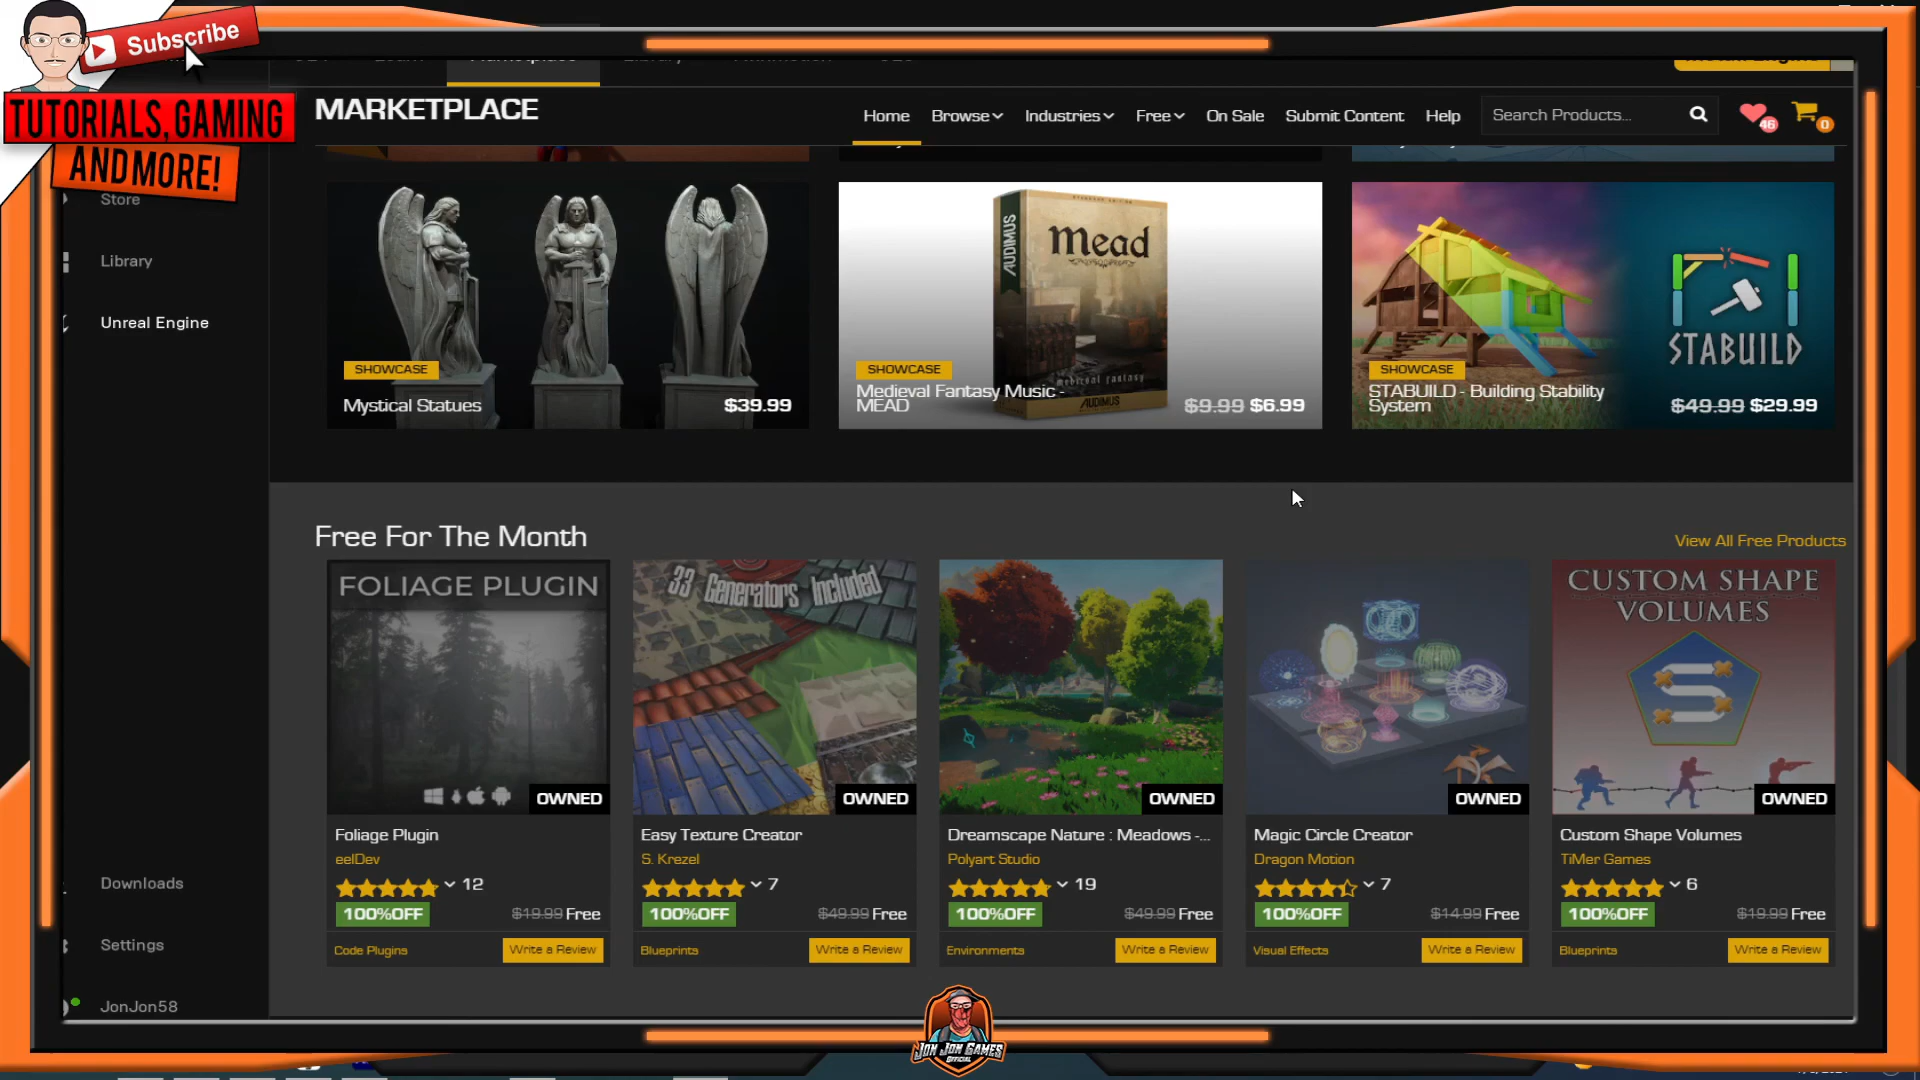 Subscribe
TUTORIALS, GAMING
AND MORE!
Marketplace
MARKETPLACE
Home
Browse
Industries
Free
On Sale
Submit Content
Help
Search Products...
46
0
Store
Library
Unreal Engine
Downloads
Settings
JonJon58
SHOWCASE
Mystical Statues
$39.99
AUDIMUS
Mead
medieval fantasy
AUDIMUS
SHOWCASE
Medieval Fantasy Music -
MEAD
$9.99 $6.99
STABUILD
SHOWCASE
STABUILD - Building Stability
System
$49.99 $29.99
Free For The Month
View All Free Products
FOLIAGE PLUGIN
OWNED
Foliage Plugin
eelDev
12
100%OFF
$19.99 Free
Code Plugins
Write a Review
33 Generators Included
OWNED
Easy Texture Creator
S. Krezel
7
100%OFF
$49.99 Free
Blueprints
Write a Review
OWNED
Dreamscape Nature : Meadows -...
Polyart Studio
19
100%OFF
$49.99 Free
Environments
Write a Review
OWNED
Magic Circle Creator
Dragon Motion
7
100%OFF
$14.99 Free
Visual Effects
Write a Review
CUSTOM SHAPE
VOLUMES
OWNED
Custom Shape Volumes
TiMer Games
6
100%OFF
$19.99 Free
Blueprints
Write a Review
JON JON GAMES
OFFICIAL